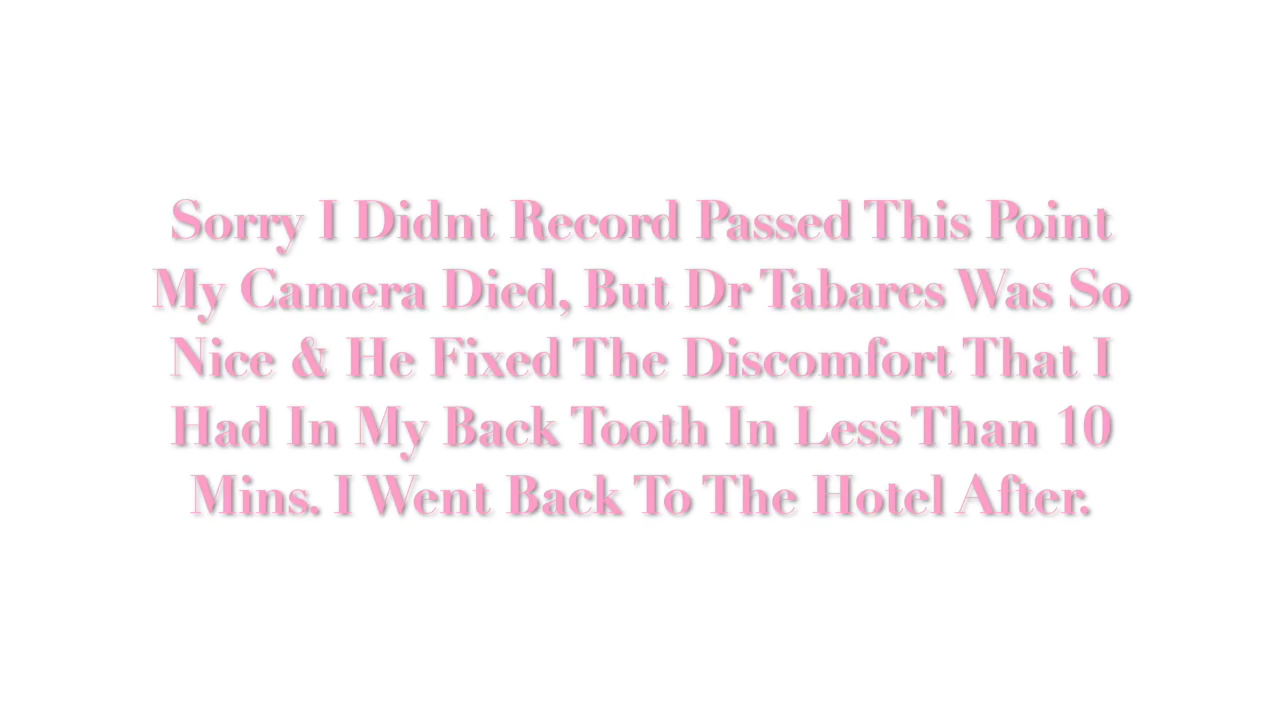 Sorry I Didnt Record Passed This Point
My Camera Died, But Dr Tabares Was So
Nice & He Fixed The Discomfort That I
Had In My Back Tooth In Less Than 10
Mins. I Went Back To The Hotel After.